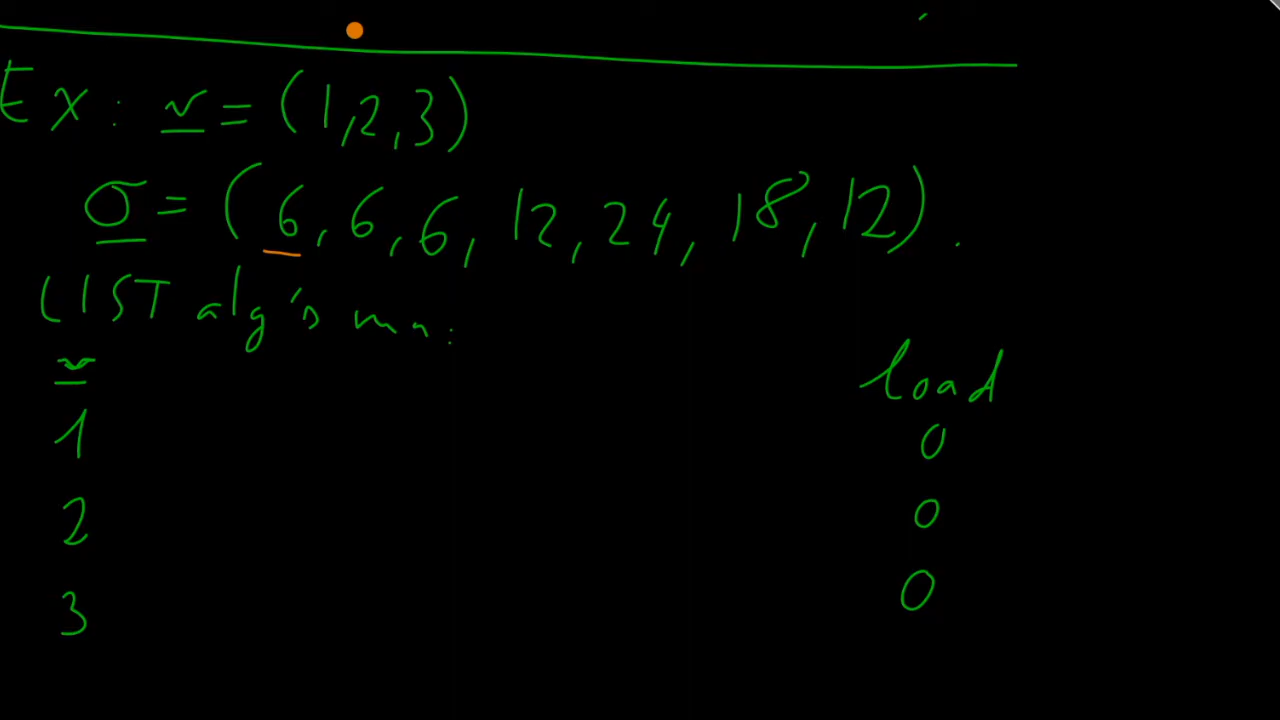 Ex: v = (1,2,3)
σ = (6,6,6,12,24,18,12).
LIST alg's run:
v load
1 0
2 0
3 0